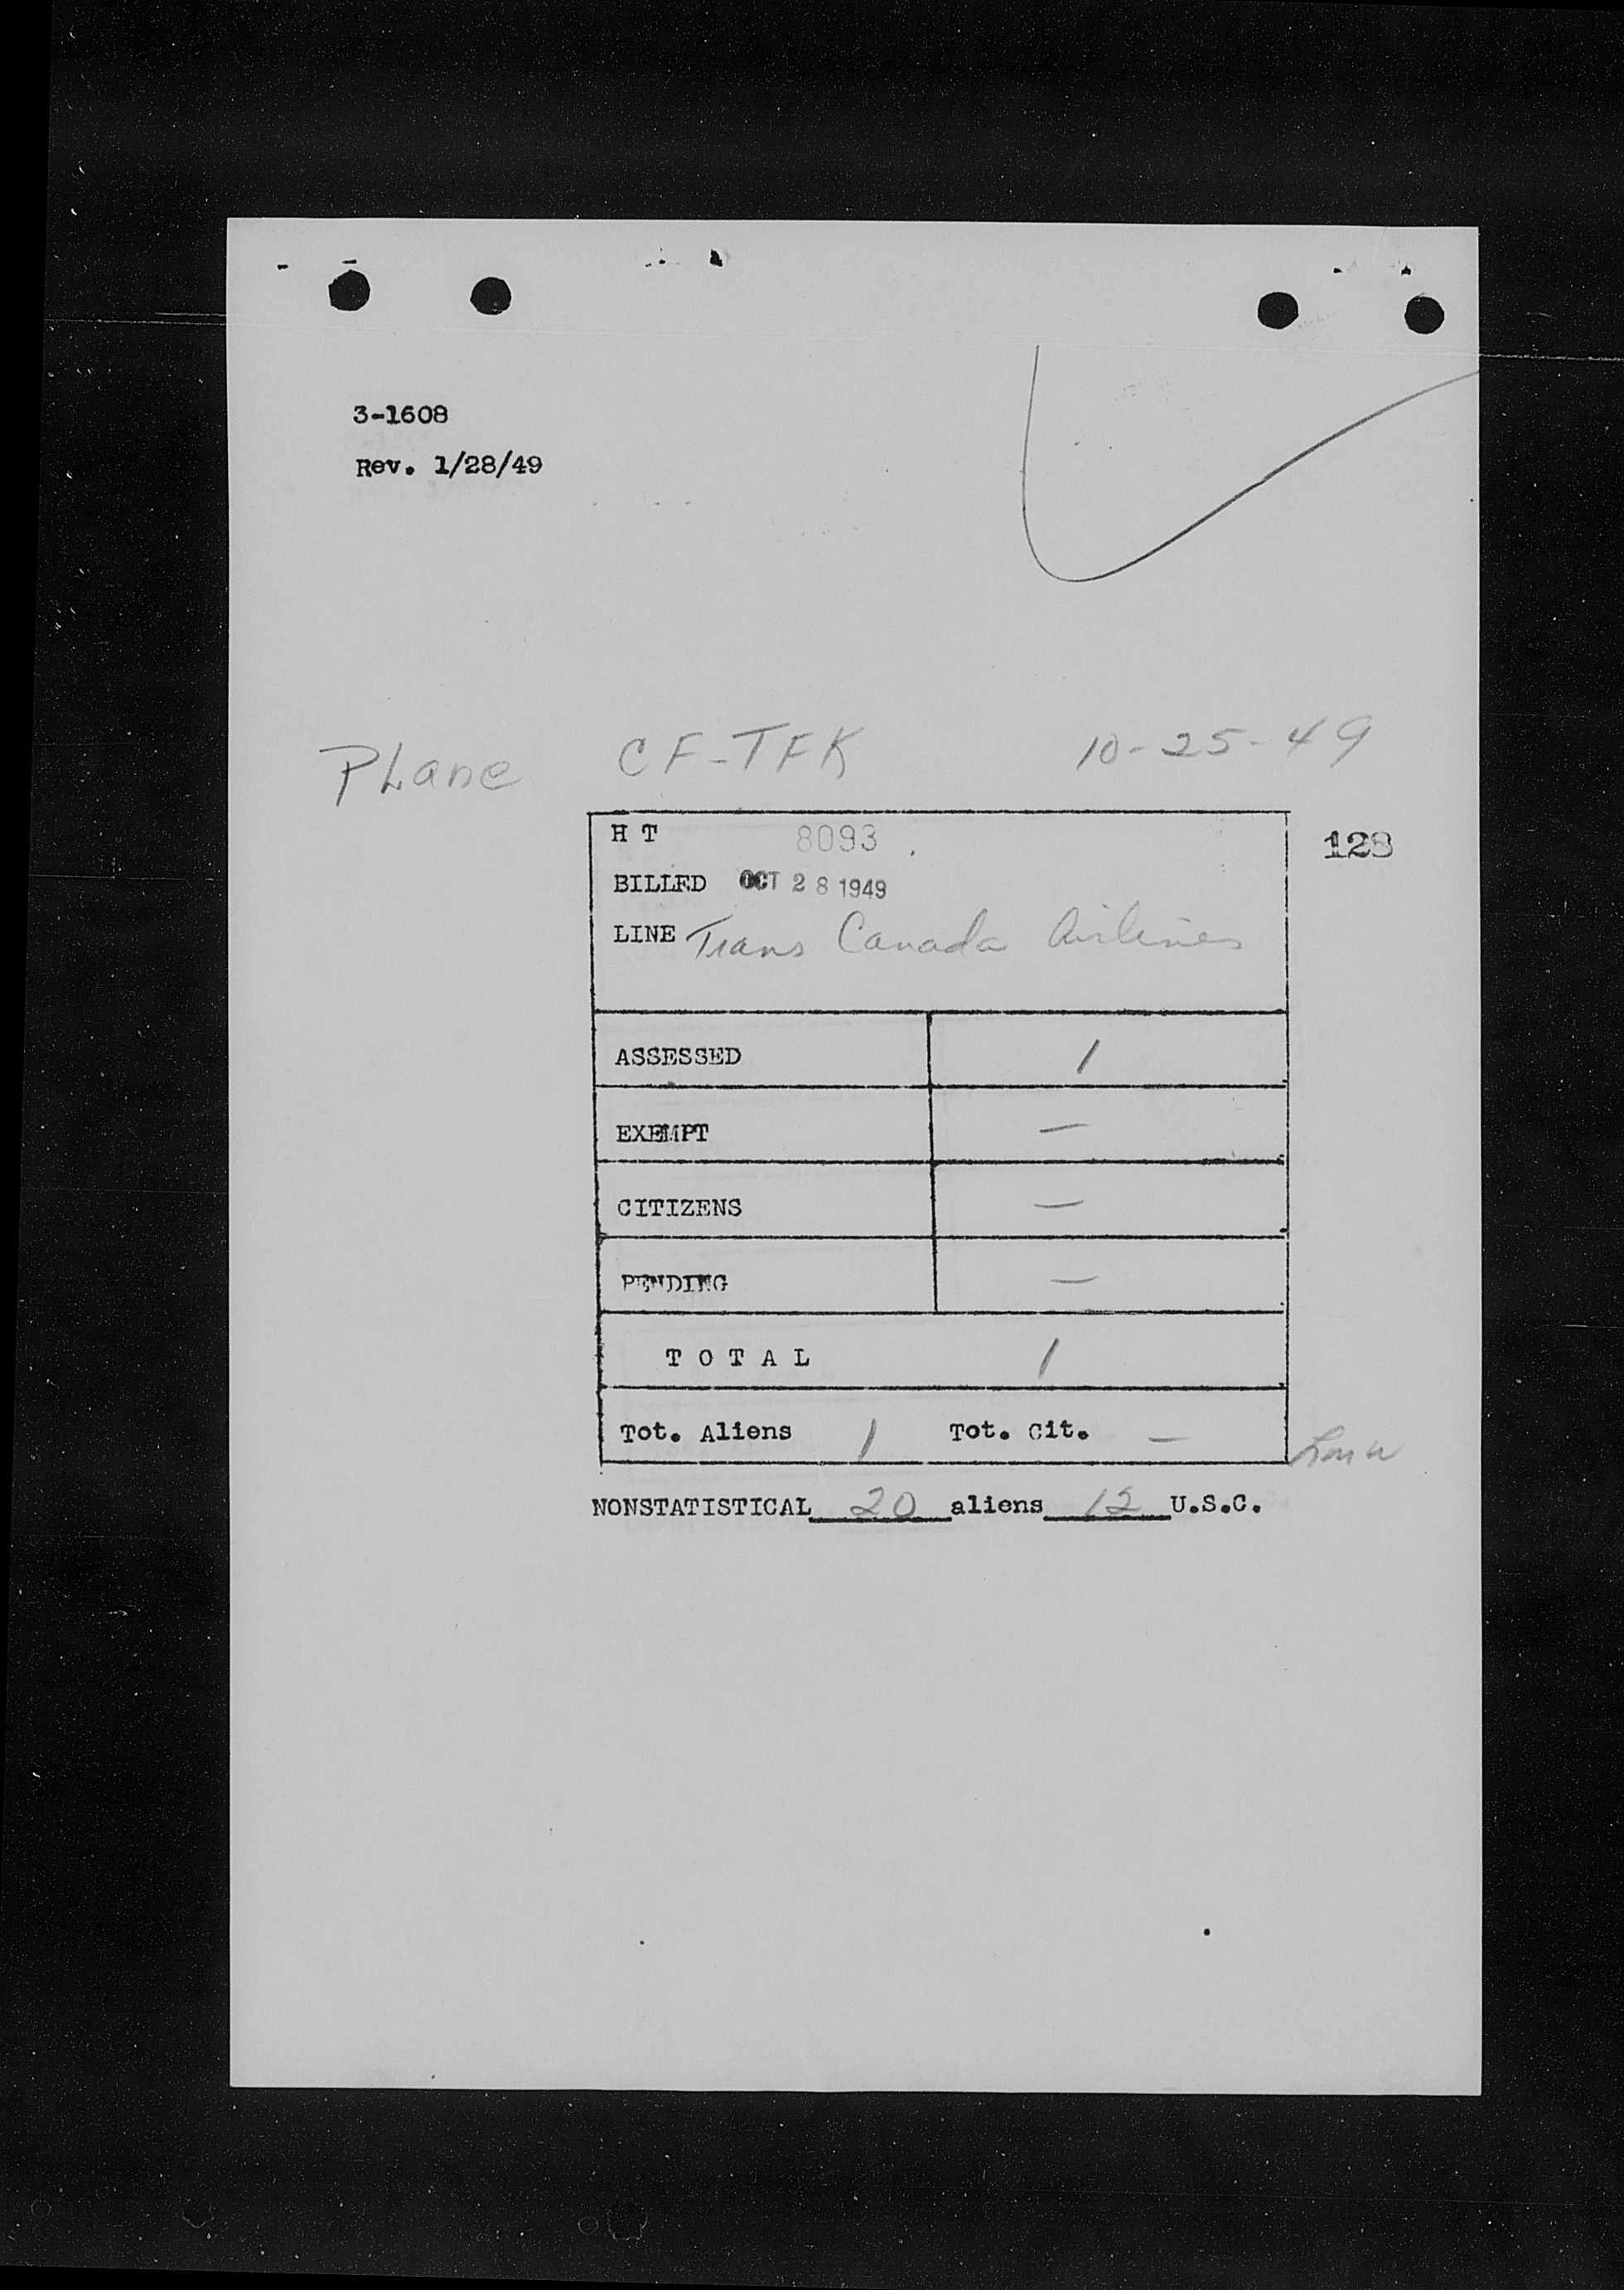 3-1608
Rev. 1/28/49
Plane CF-TFK 10-25-49
H T 8093
128
BILLED OCT 28 1949
LINE Trans Canada Airlines
ASSESSED 1
EXEMPT —
CITIZENS —
PENDING —
T O T A L 1
Tot. Aliens 1 Tot. Cit. —
NONSTATISTICAL 20 aliens 12 U.S.C.